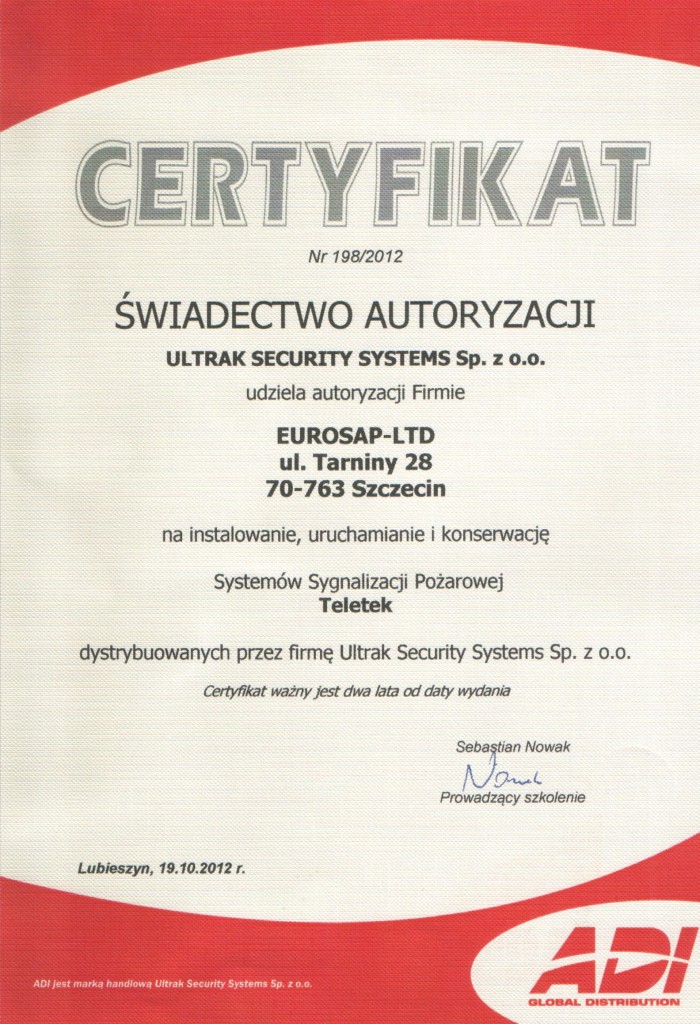 CERTYFIKAT
Nr 198/2012
ŚWIADECTWO AUTORYZACJI
ULTRAK SECURITY SYSTEMS Sp. z o.o.
udziela autoryzacji Firmie
EUROSAP-LTD
ul. Tarniny 28
70-763 Szczecin
na instalowanie, uruchamianie i konserwację
Systemów Sygnalizacji Pożarowej
Teletek
dystrybuowanych przez firmę Ultrak Security Systems Sp. z o.o.
Certyfikat ważny jest dwa lata od daty wydania
Sebastian Nowak
Nowak
Prowadzący szkolenie
Lubieszyn, 19.10.2012 r.
ADI jest marką handlową Ultrak Security Systems Sp. z o.o.
ADI
GLOBAL DISTRIBUTION